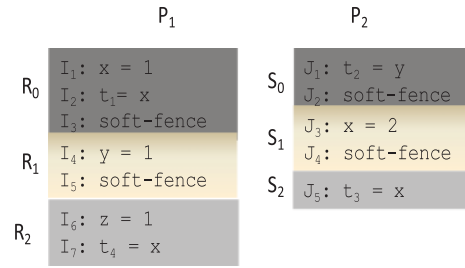 P₁ P₂
R₀
I₁: x = 1
I₂: t₁= x
I₃: soft-fence
R₁
I₄: y = 1
I₅: soft-fence
R₂
I₆: z = 1
I₇: t₄ = x
S₀
J₁: t₂ = y
J₂: soft-fence
S₁
J₃: x = 2
J₄: soft-fence
S₂
J₅: t₃ = x